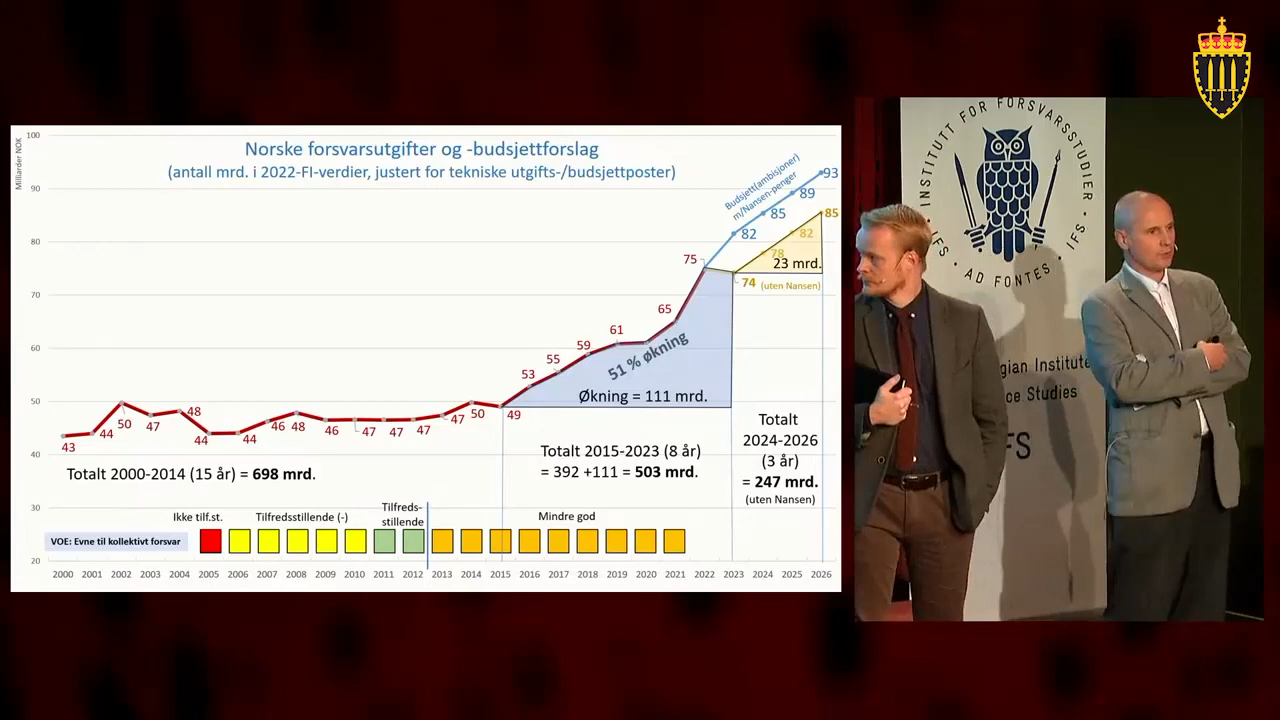 100
90
80
70
60
50
40
30
20
Milliarder NOK
Norske forsvarsutgifter og -budsjettforslag
(antall mrd. i 2022-FI-verdier, justert for tekniske utgifts-/budsjettposter)
Budsjett(ambisjoner)
m/Nansen-penger
93
89
85
82
85
82
78
23 mrd.
74 (uten Nansen)
75
65
61
59
55
53
49
50
47
47
47
47
46
48
46
44
44
48
47
50
44
43
51 % økning
Økning = 111 mrd.
Totalt 2000-2014 (15 år) = 698 mrd.
Totalt 2015-2023 (8 år)
= 392 +111 = 503 mrd.
Totalt
2024-2026
(3 år)
= 247 mrd.
(uten Nansen)
Ikke tilf.st.
Tilfredsstillende (-)
Tilfreds-
stillende
Mindre god
VOE: Evne til kollektivt forsvar
2000 2001 2002 2003 2004 2005 2006 2007 2008 2009 2010 2011 2012 2013 2014 2015 2016 2017 2018 2019 2020 2021 2022 2023 2024 2025 2026
INSTITUTT FOR FORSVARSSTUDIER
IFS • AD FONTES • IFS
gian Institute
ce Studies
FS